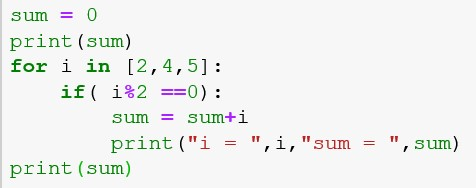 sum = 0
print(sum)
for i in [2,4,5]:
    if( i%2 ==0):
        sum = sum+i
        print("i = ",i,"sum = ",sum)
print(sum)